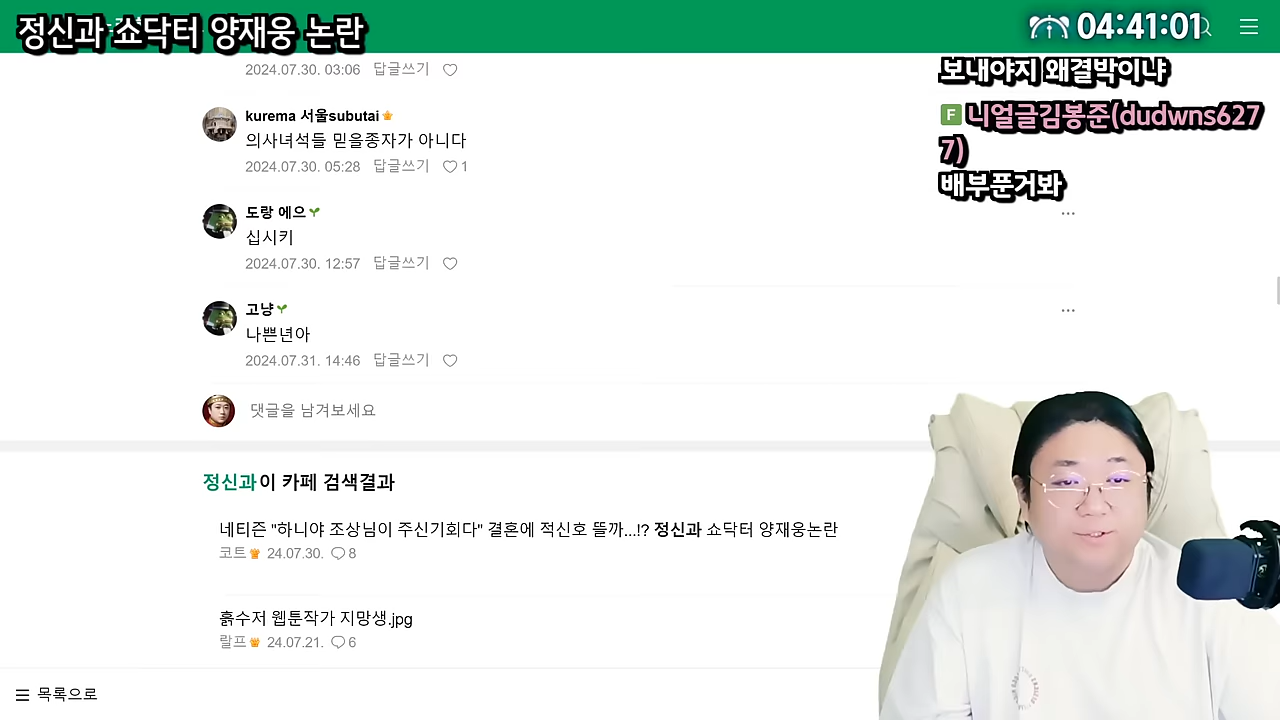 정신과 쇼닥터 양재웅 논란
04:41:01
2024.07.30. 03:06 답글쓰기
보내야지 왜결박이냐
F 니얼글김봉준(dudwns627
7)
배부푼거봐
kurema 서울subutai
의사녀석들 믿을종자가 아니다
2024.07.30. 05:28 답글쓰기 1
도랑 에으
십시키
2024.07.30. 12:57 답글쓰기
고냥
나쁜년아
2024.07.31. 14:46 답글쓰기
댓글을 남겨보세요
정신과 이 카페 검색결과
네티즌 "하니야 조상님이 주신기회다" 결혼에 적신호 뜰까...!? 정신과 쇼닥터 양재웅논란
코트 24.07.30. 8
흙수저 웹툰작가 지망생.jpg
랄프 24.07.21. 6
목록으로